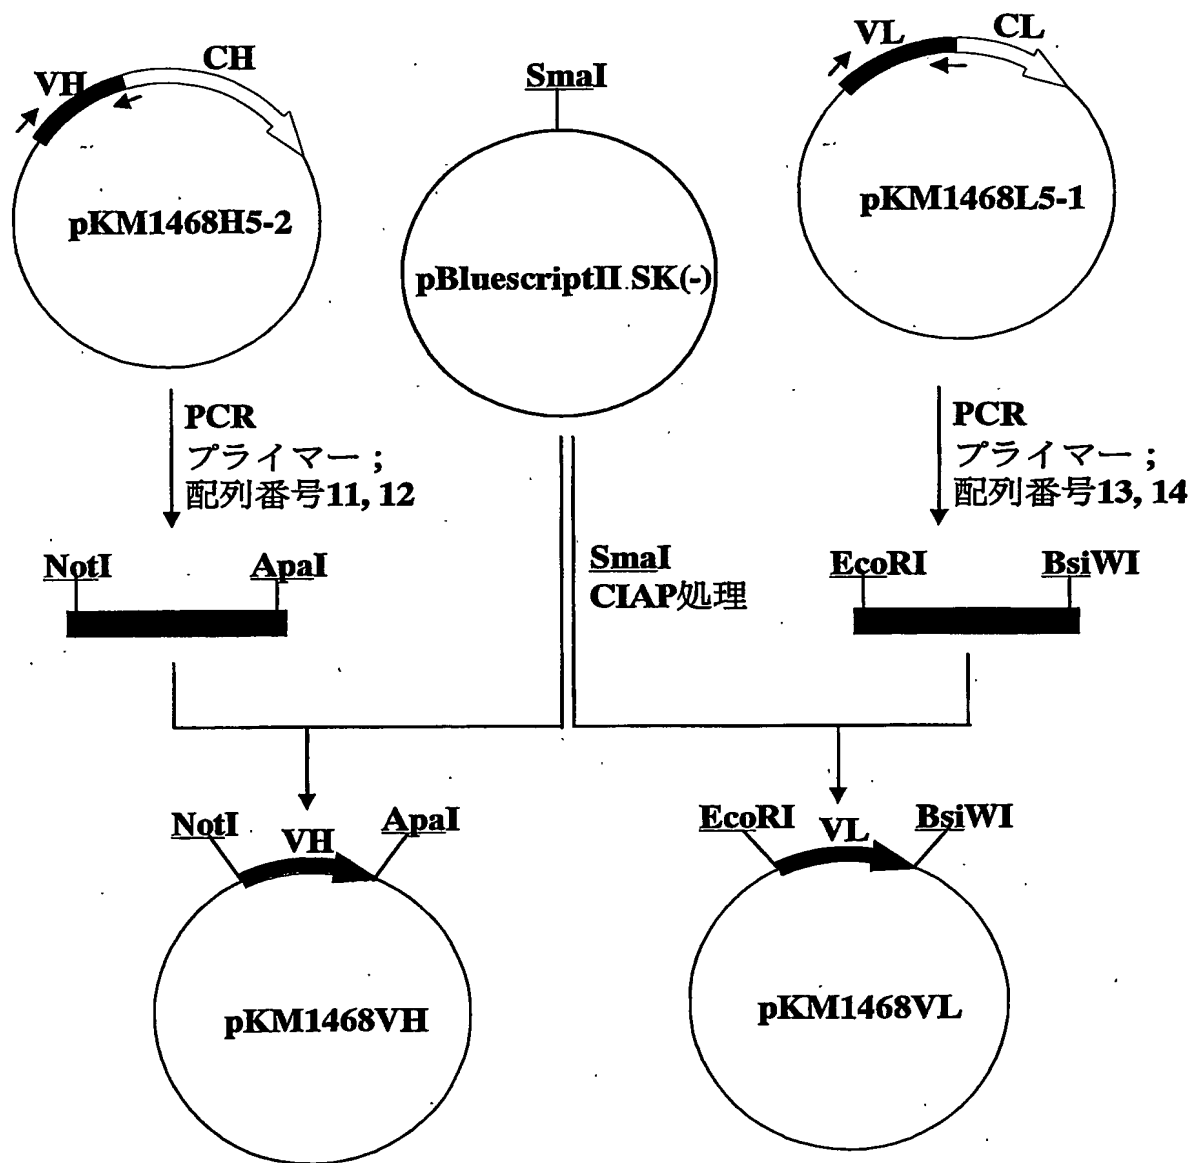 VH
CH
pKM1468H5-2
SmaI
pBluescriptII SK(-)
VL
CL
pKM1468L5-1
PCR
プライマー；
配列番号11, 12
PCR
プライマー；
配列番号13, 14
NotI
ApaI
SmaI
CIAP処理
EcoRI
BsiWI
NotI
VH
ApaI
pKM1468VH
EcoRI
VL
BsiWI
pKM1468VL